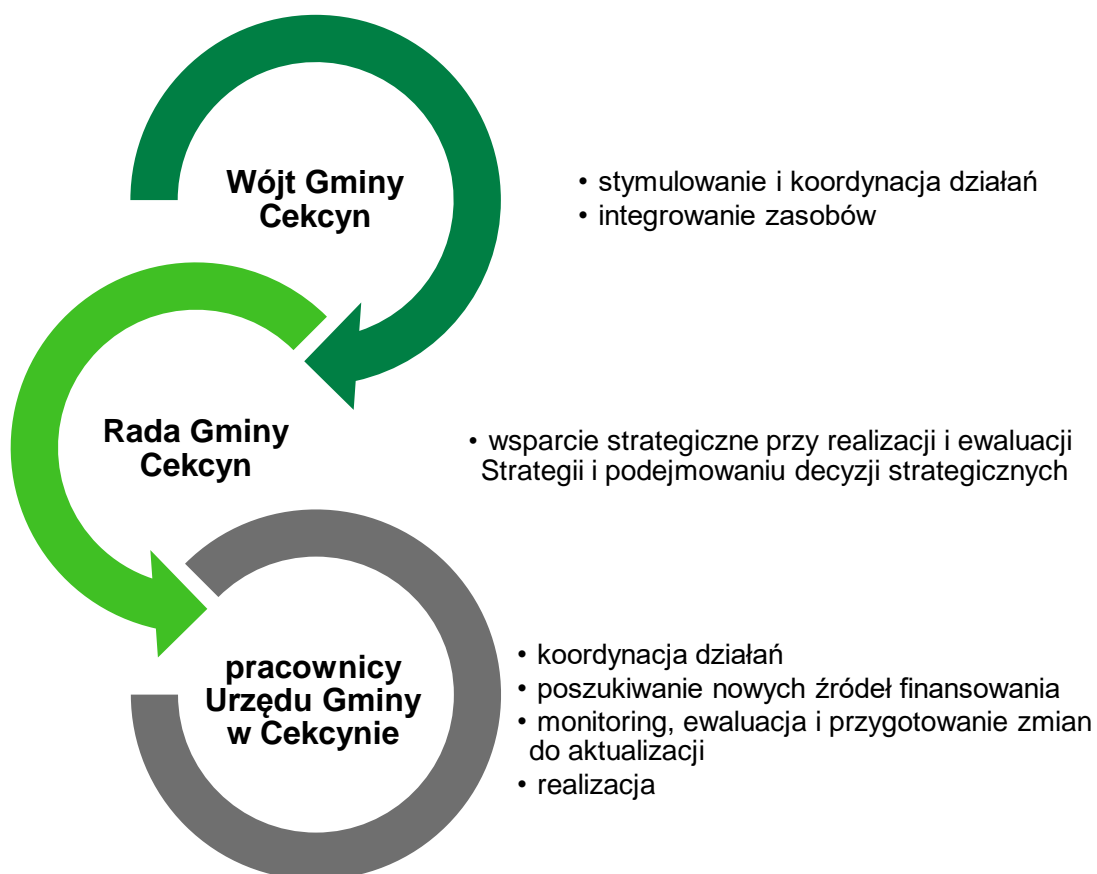 Wójt Gminy
Cekcyn
• stymulowanie i koordynacja działań
• integrowanie zasobów
Rada Gminy
Cekcyn
• wsparcie strategiczne przy realizacji i ewaluacji
Strategii i podejmowaniu decyzji strategicznych
pracownicy
Urzędu Gminy
w Cekcynie
• koordynacja działań
• poszukiwanie nowych źródeł finansowania
• monitoring, ewaluacja i przygotowanie zmian
do aktualizacji
• realizacja